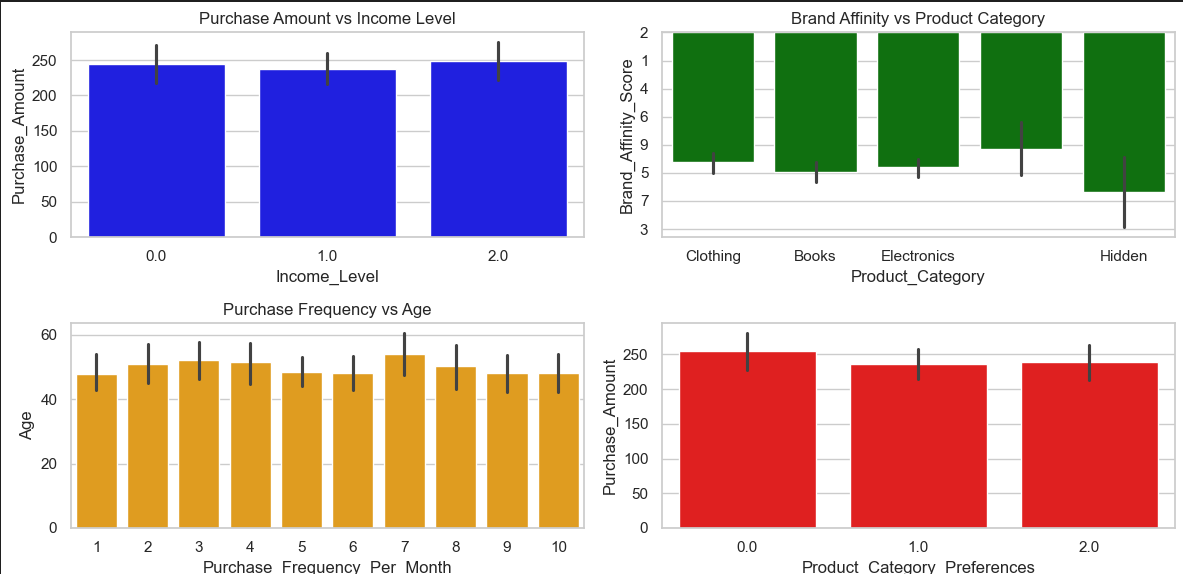 Purchase Amount vs Income Level
Purchase_Amount
250
200
150
100
50
0
0.0 1.0 2.0
Income_Level
Brand Affinity vs Product Category
Brand_Affinity_Score
2
1
4
6
9
5
7
3
Clothing Books Electronics Hidden
Product_Category
Purchase Frequency vs Age
Age
60
40
20
0
1 2 3 4 5 6 7 8 9 10
Purchase_Frequency_Per_Month
Purchase_Amount
250
200
150
100
50
0
0.0 1.0 2.0
Product_Category_Preferences